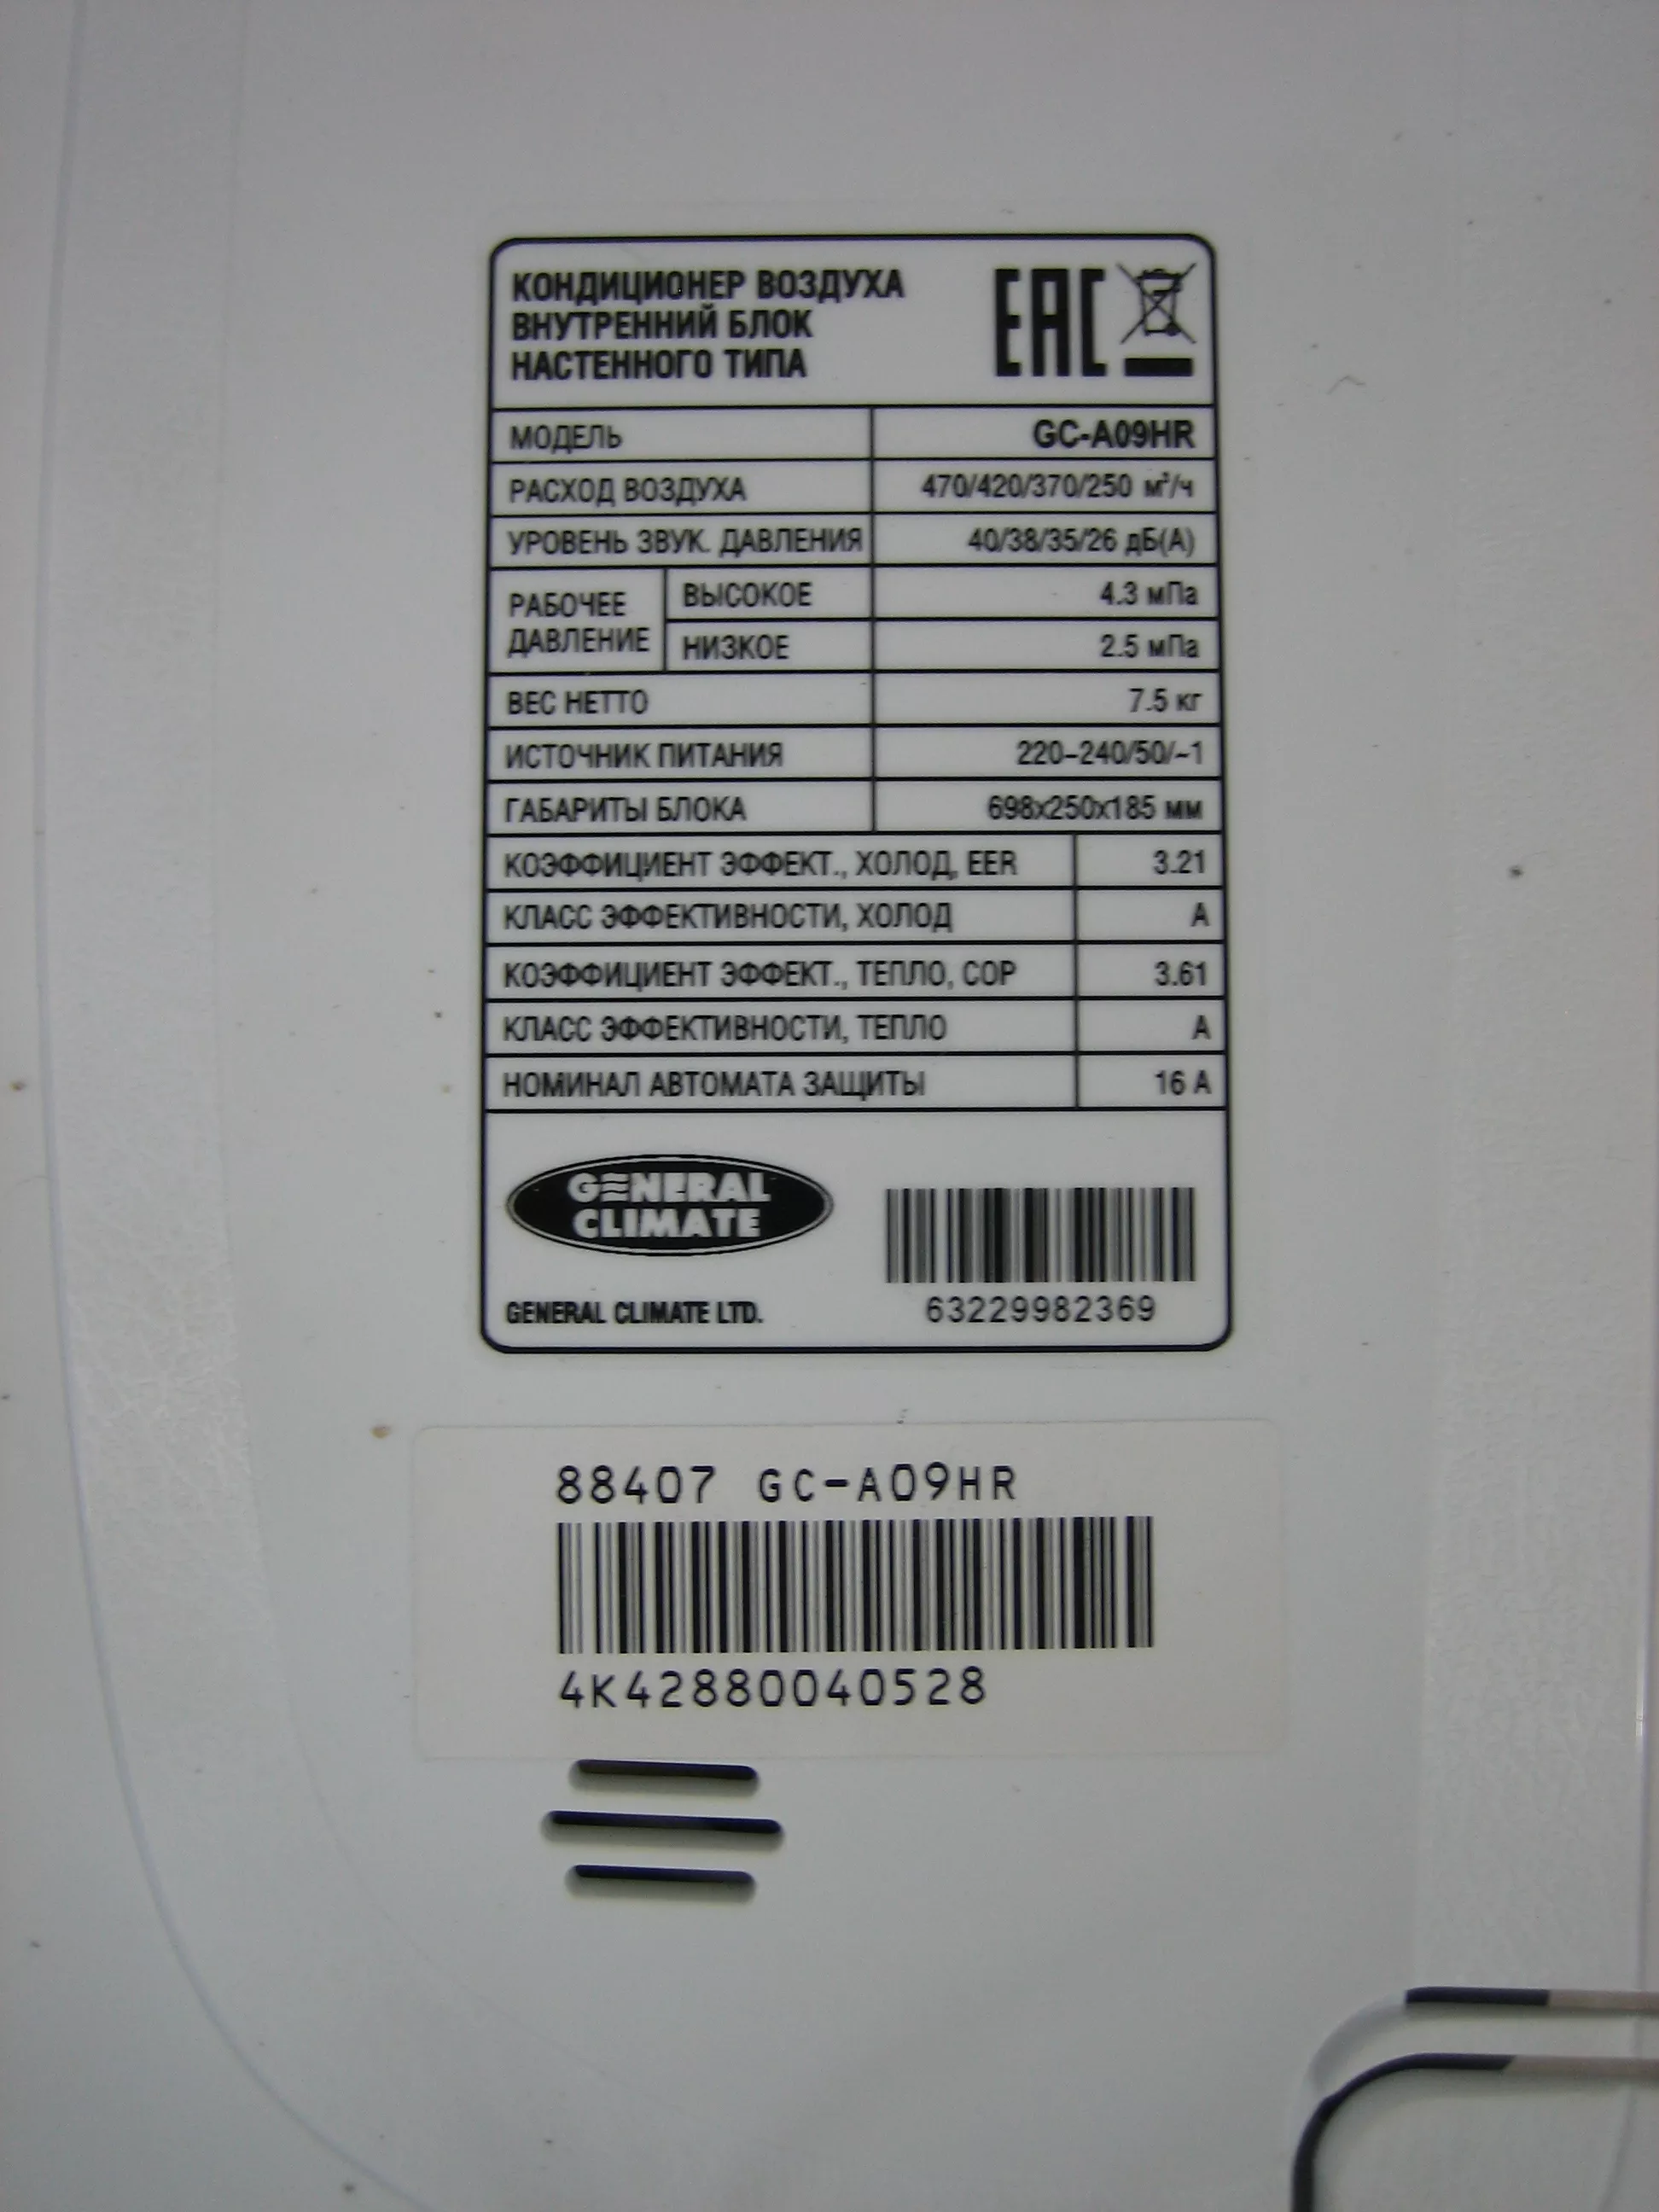 КОНДИЦИОНЕР ВОЗДУХА
ВНУТРЕННИЙ БЛОК
НАСТЕННОГО ТИПА
EAC
МОДЕЛЬ GC-A09HR
РАСХОД ВОЗДУХА 470/420/370/250 м³/ч
УРОВЕНЬ ЗВУК. ДАВЛЕНИЯ 40/38/35/26 дБ(А)
РАБОЧЕЕ ДАВЛЕНИЕ ВЫСОКОЕ 4.3 мПа
НИЗКОЕ 2.5 мПа
ВЕС НЕТТО 7.5 кг
ИСТОЧНИК ПИТАНИЯ 220-240/50/~1
ГАБАРИТЫ БЛОКА 698x250x185 мм
КОЭФФИЦИЕНТ ЭФФЕКТ., ХОЛОД, EER 3.21
КЛАСС ЭФФЕКТИВНОСТИ, ХОЛОД A
КОЭФФИЦИЕНТ ЭФФЕКТ., ТЕПЛО, COP 3.61
КЛАСС ЭФФЕКТИВНОСТИ, ТЕПЛО A
НОМИНАЛ АВТОМАТА ЗАЩИТЫ 16 А
GENERAL
CLIMATE
GENERAL CLIMATE LTD. 63229982369
88407 GC-A09HR
4K42880040528